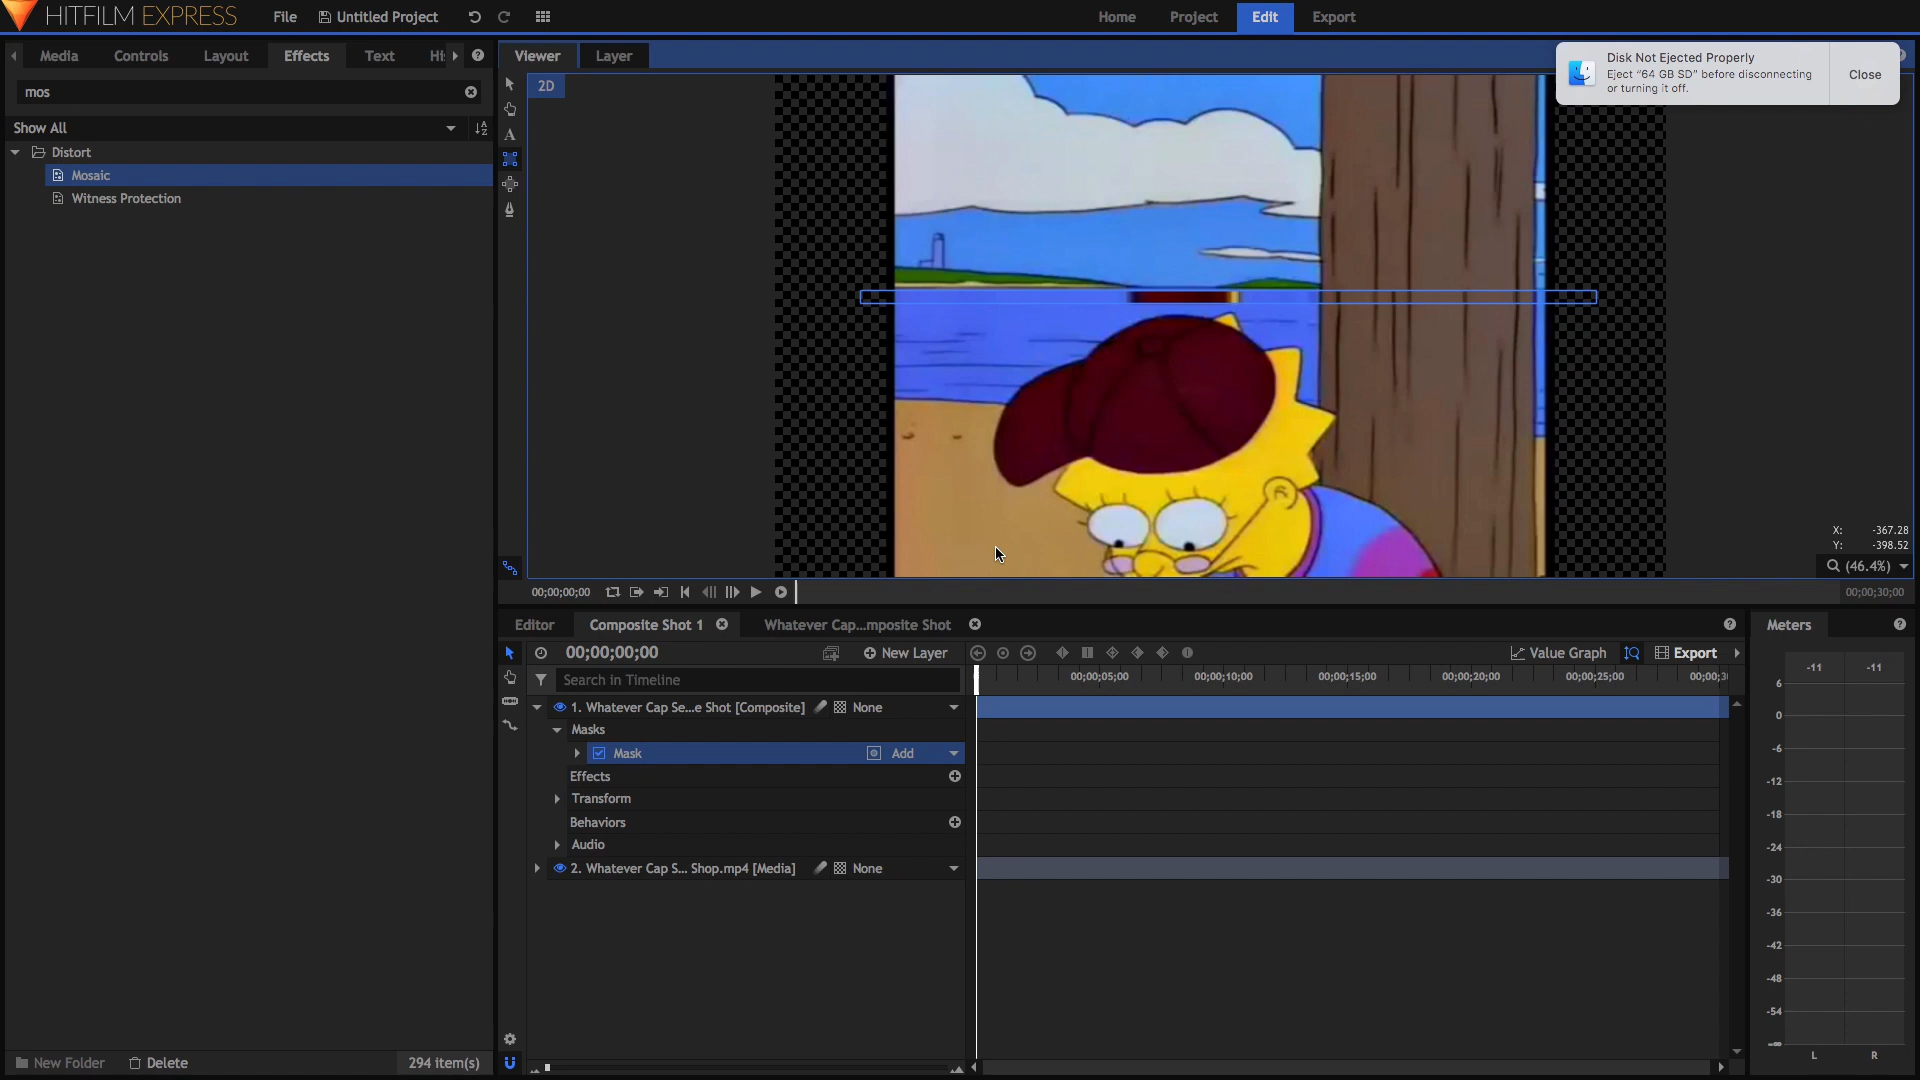 HITFILM EXPRESS
File
Untitled Project
Home
Project
Edit
Export
Media
Controls
Layout
Effects
Text
Hi
Viewer
Layer
Disk Not Ejected Properly
Eject “64 GB SD” before disconnecting
or turning it off.
Close
mos
Show All
Distort
Mosaic
Witness Protection
2D
X: -367.28
Y: -398.52
(46.4%)
00;00;00;00
00;00;30;00
Editor
Composite Shot 1
Whatever Cap...mposite Shot
Meters
00;00;00;00
New Layer
Value Graph
Export
Search in Timeline
00;00;05;00
00;00;10;00
00;00;15;00
00;00;20;00
00;00;25;00
00;00;3
1. Whatever Cap Se...e Shot [Composite]
None
Masks
Mask
Add
Effects
Transform
Behaviors
Audio
2. Whatever Cap S... Shop.mp4 [Media]
None
-11
-11
6
0
-6
-12
-18
-24
-30
-36
-42
-48
-54
-∞
L
R
New Folder
Delete
294 item(s)